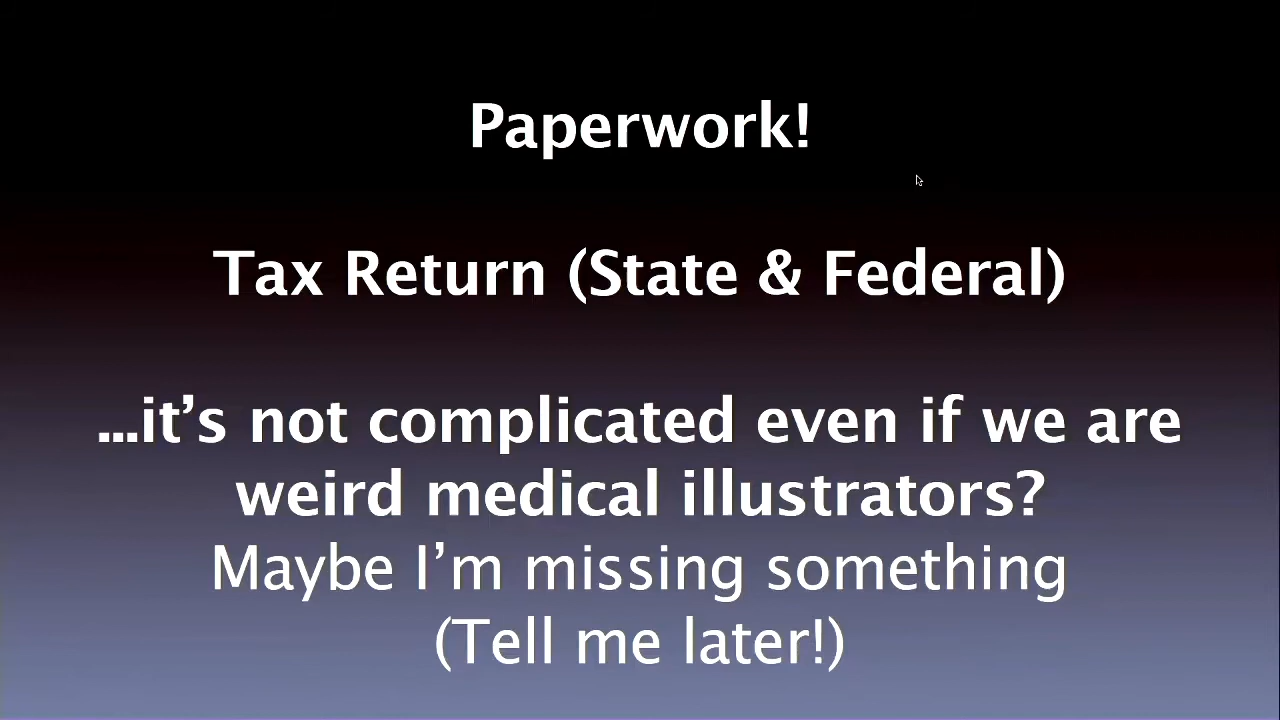 Paperwork!
Tax Return (State & Federal)
...it’s not complicated even if we are
weird medical illustrators?
Maybe I’m missing something
(Tell me later!)